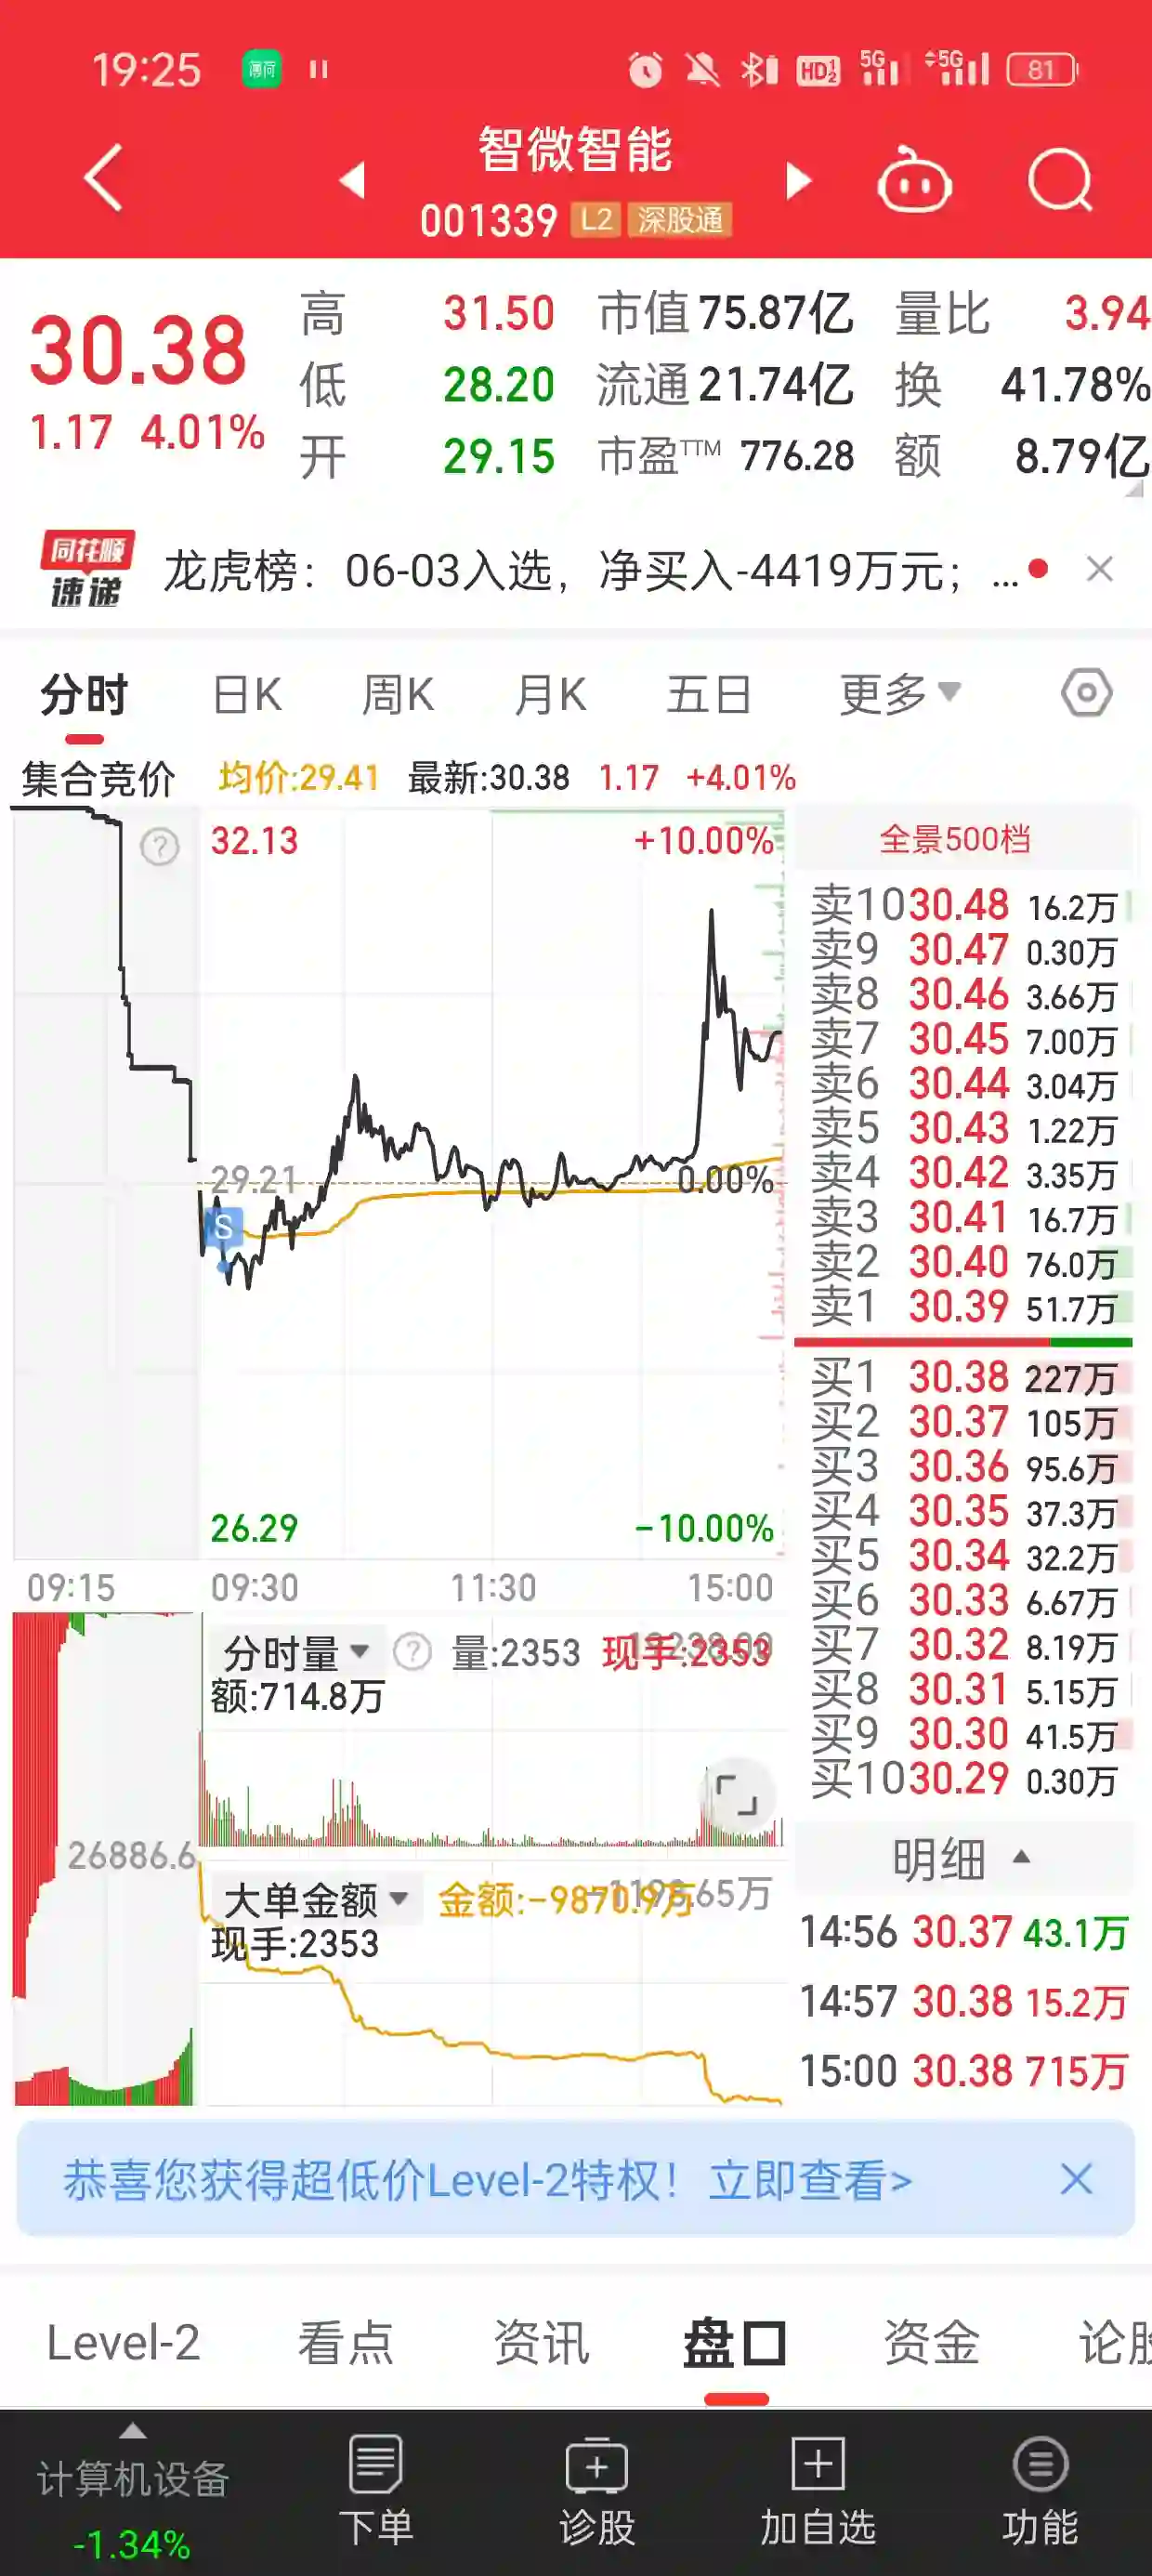 19:25 HD 1 2 5G 5G 81
智微智能
001339 L2 深股通
30.38
1.17 4.01%
高 31.50 市值 75.87亿 量比 3.94
低 28.20 流通 21.74亿 换 41.78%
开 29.15 市盈TTM 776.28 额 8.79亿
同花顺
速递
龙虎榜：06-03入选，净买入-4419万元；...
分时 日K 周K 月K 五日 更多
集合竞价 均价:29.41 最新:30.38 1.17 +4.01%
32.13 +10.00%
29.21 0.00%
S
26.29 -10.00%
09:15 09:30 11:30 15:00
全景500档
卖10 30.48 16.2万
卖9 30.47 0.30万
卖8 30.46 3.66万
卖7 30.45 7.00万
卖6 30.44 3.04万
卖5 30.43 1.22万
卖4 30.42 3.35万
卖3 30.41 16.7万
卖2 30.40 76.0万
卖1 30.39 51.7万
买1 30.38 227万
买2 30.37 105万
买3 30.36 95.6万
买4 30.35 37.3万
买5 30.34 32.2万
买6 30.33 6.67万
买7 30.32 8.19万
买8 30.31 5.15万
买9 30.30 41.5万
买10 30.29 0.30万
分时量 ? 量:2353 现手:2353
额:714.8万
26886.6
大单金额 金额:-9870.9万
现手:2353
明细
14:56 30.37 43.1万
14:57 30.38 15.2万
15:00 30.38 715万
恭喜您获得超低价Level-2特权！立即查看>
Level-2 看点 资讯 盘口 资金 论股
计算机设备
-1.34%
下单 诊股 加自选 功能